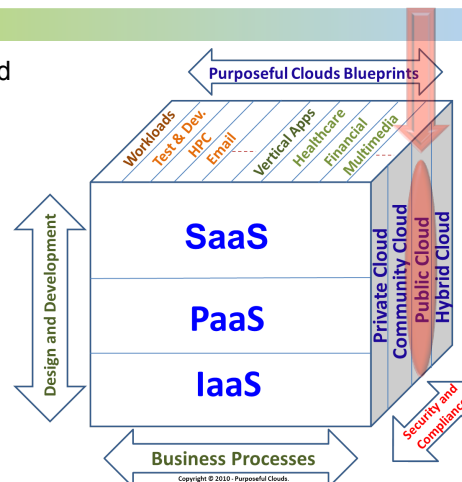 d
Purposeful Clouds Blueprints
Workloads
Test & Dev.
HPC
Email
Vertical Apps
Healthcare
Financial
Multimedia
Design and Development
SaaS
PaaS
IaaS
Private Cloud
Community Cloud
Public Cloud
Hybrid Cloud
Security and
Compliance
Business Processes
Copyright © 2010 - Purposeful Clouds.